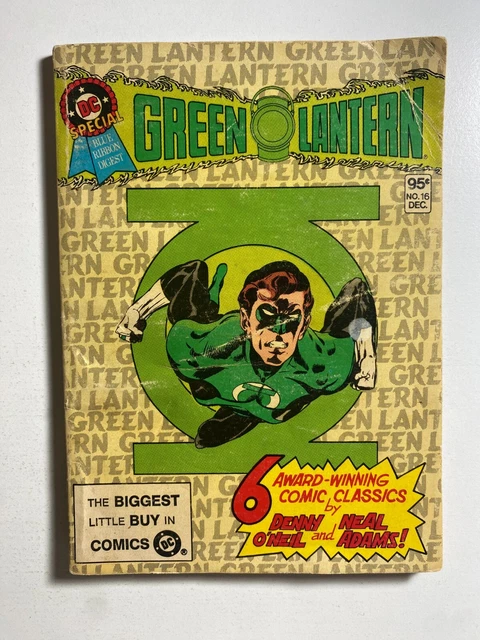 GREEN LANTERN GREEN LANTERN
DC
SPECIAL
BLUE
RIBBON
DIGEST
GREEN LANTERN
95¢
NO. 16
DEC.
6 AWARD-WINNING
COMIC CLASSICS
by
DENNY NEAL
O'NEIL and ADAMS!
THE BIGGEST
LITTLE BUY IN
COMICS DC®